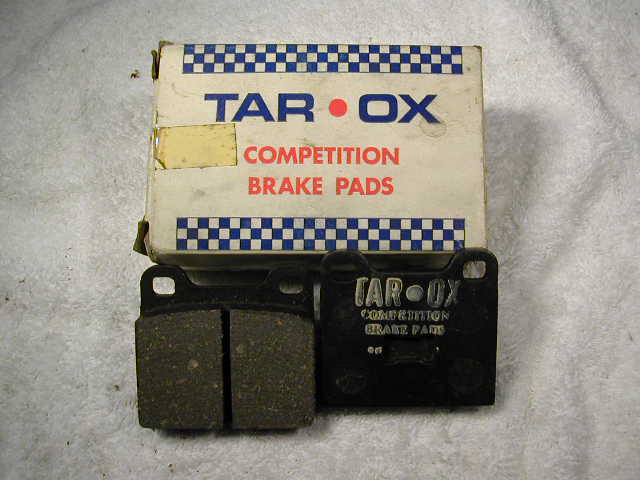 TAR • OX
COMPETITION
BRAKE PADS
TAR • OX
COMPETITION
BRAKE PADS